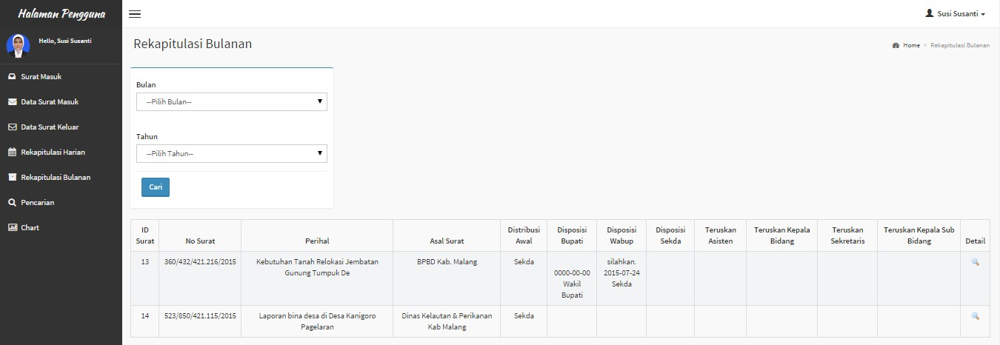 Halaman Pengguna
Susi Susanti
Hello, Susi Susanti
Rekapitulasi Bulanan
Home > Rekapitulasi Bulanan
Surat Masuk
Data Surat Masuk
Data Surat Keluar
Rekapitulasi Harian
Rekapitulasi Bulanan
Pencarian
Chart
Bulan
--Pilih Bulan--
Tahun
--Pilih Tahun--
Cari
ID Surat
No Surat
Perihal
Asal Surat
Distribusi Awal
Disposisi Bupati
Disposisi Wabup
Disposisi Sekda
Teruskan Asisten
Teruskan Kepala Bidang
Teruskan Sekretaris
Teruskan Kepala Sub Bidang
Detail
13
360/432/421.216/2015
Kebutuhan Tanah Relokasi Jembatan
Gunung Tumpuk De
BPBD Kab. Malang
Sekda
0000-00-00
Wakil
Bupati
silahkan.
2015-07-24
Sekda
14
523/850/421.115/2015
Laporan bina desa di Desa Kanigoro
Pagelaran
Dinas Kelautan & Perikanan
Kab Malang
Sekda